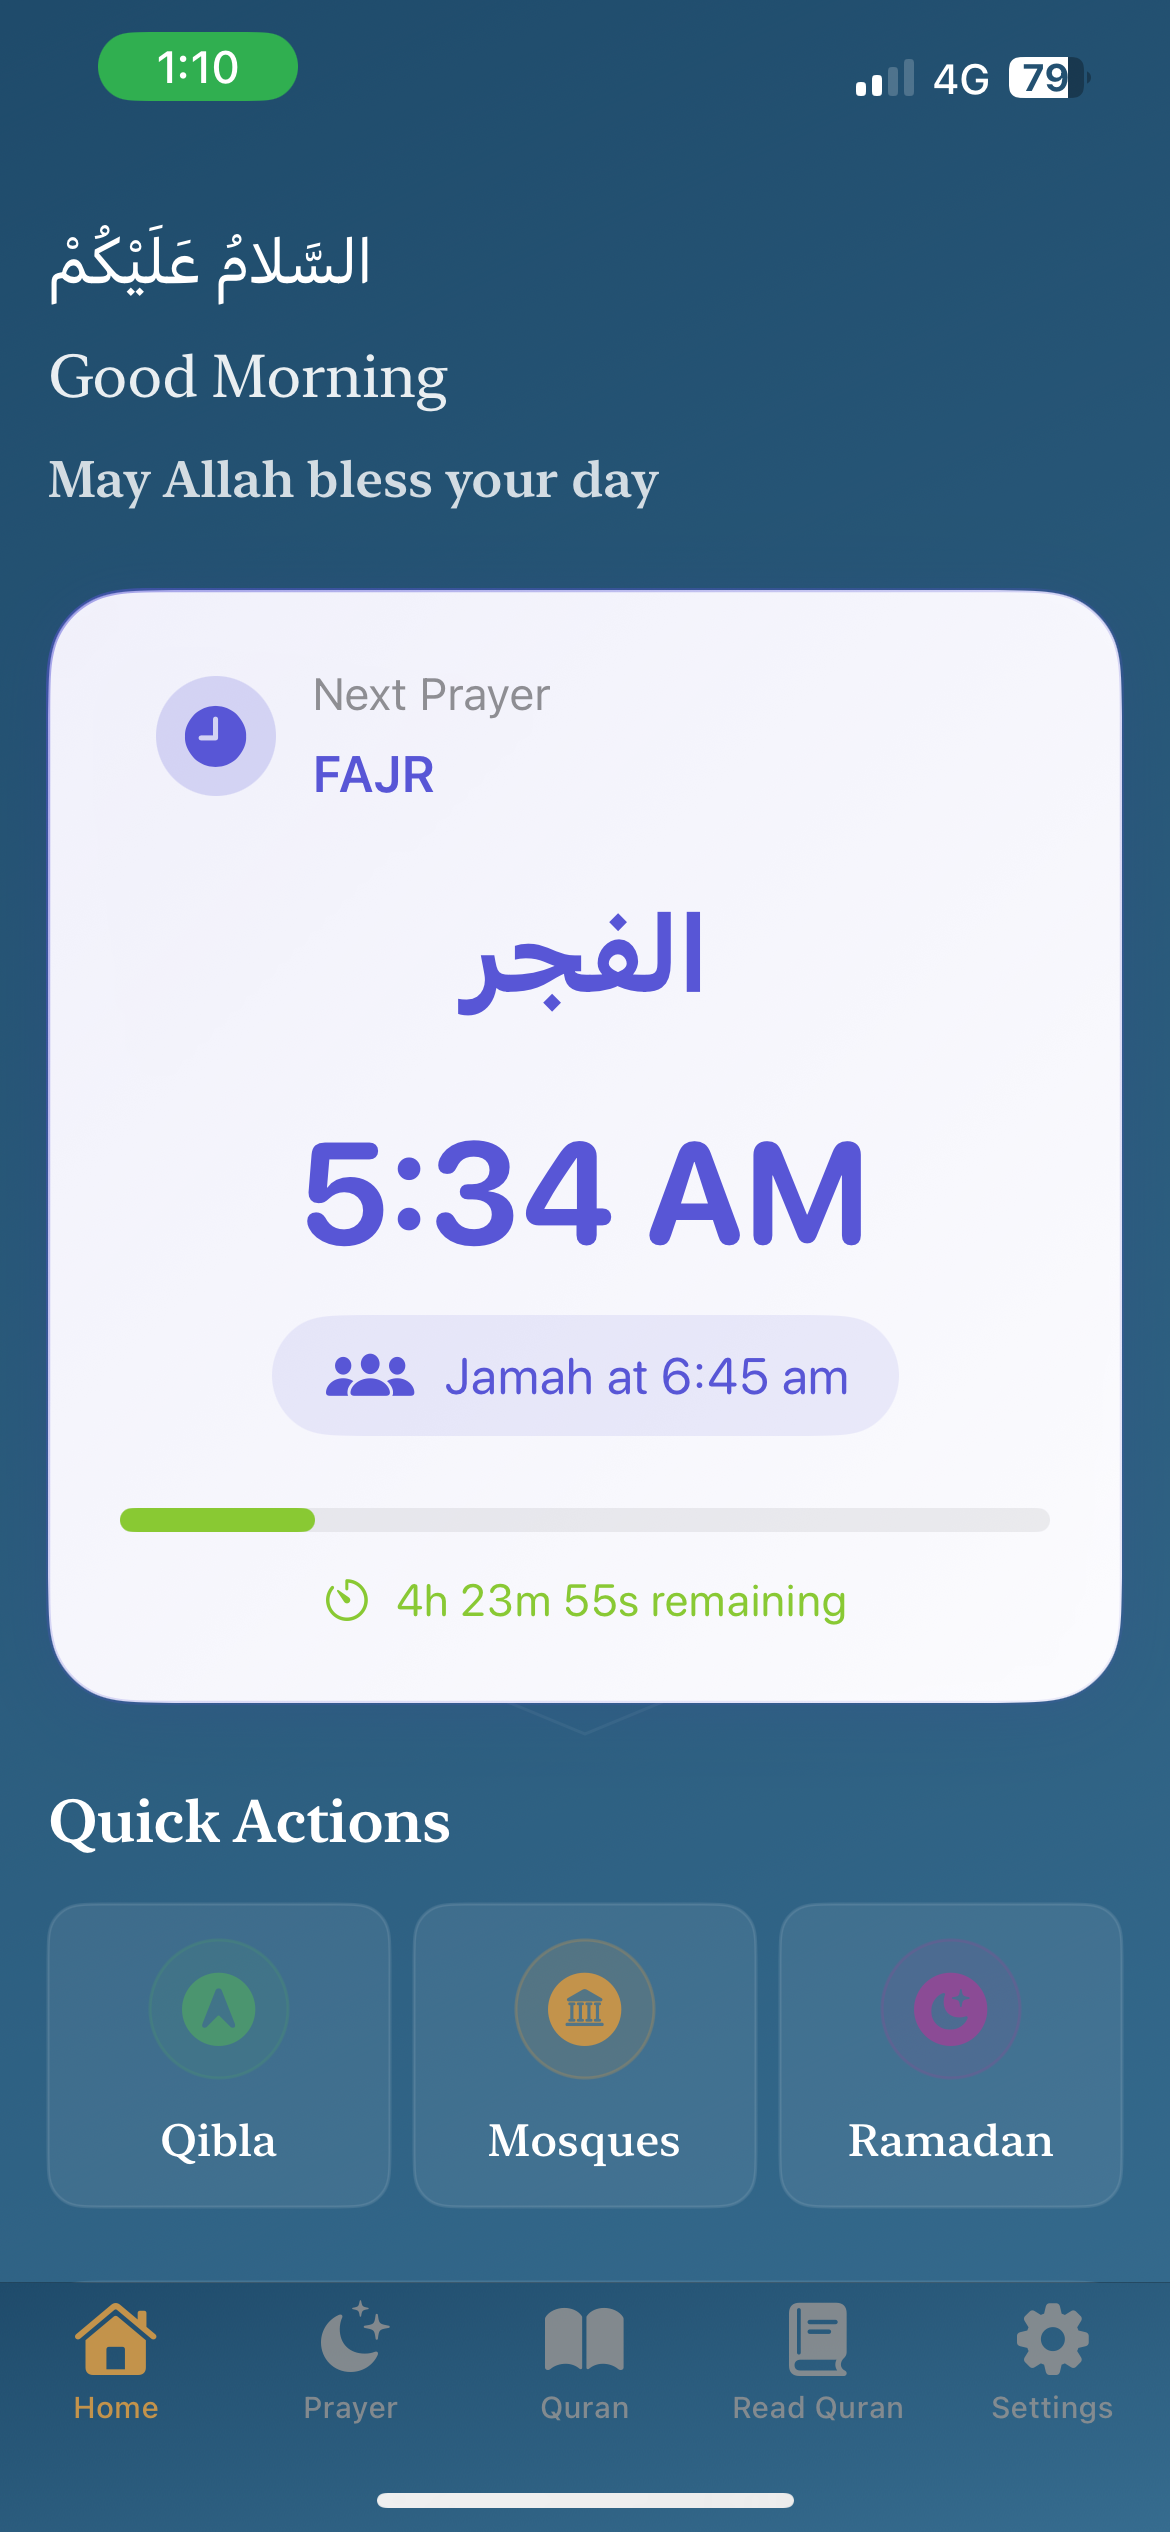 1:10
4G 79
السَّلامُ عَلَيْكُمْ
Good Morning
May Allah bless your day
Next Prayer
FAJR
الفجر
5:34 AM
Jamah at 6:45 am
4h 23m 55s remaining
Quick Actions
Qibla
Mosques
Ramadan
Home
Prayer
Quran
Read Quran
Settings